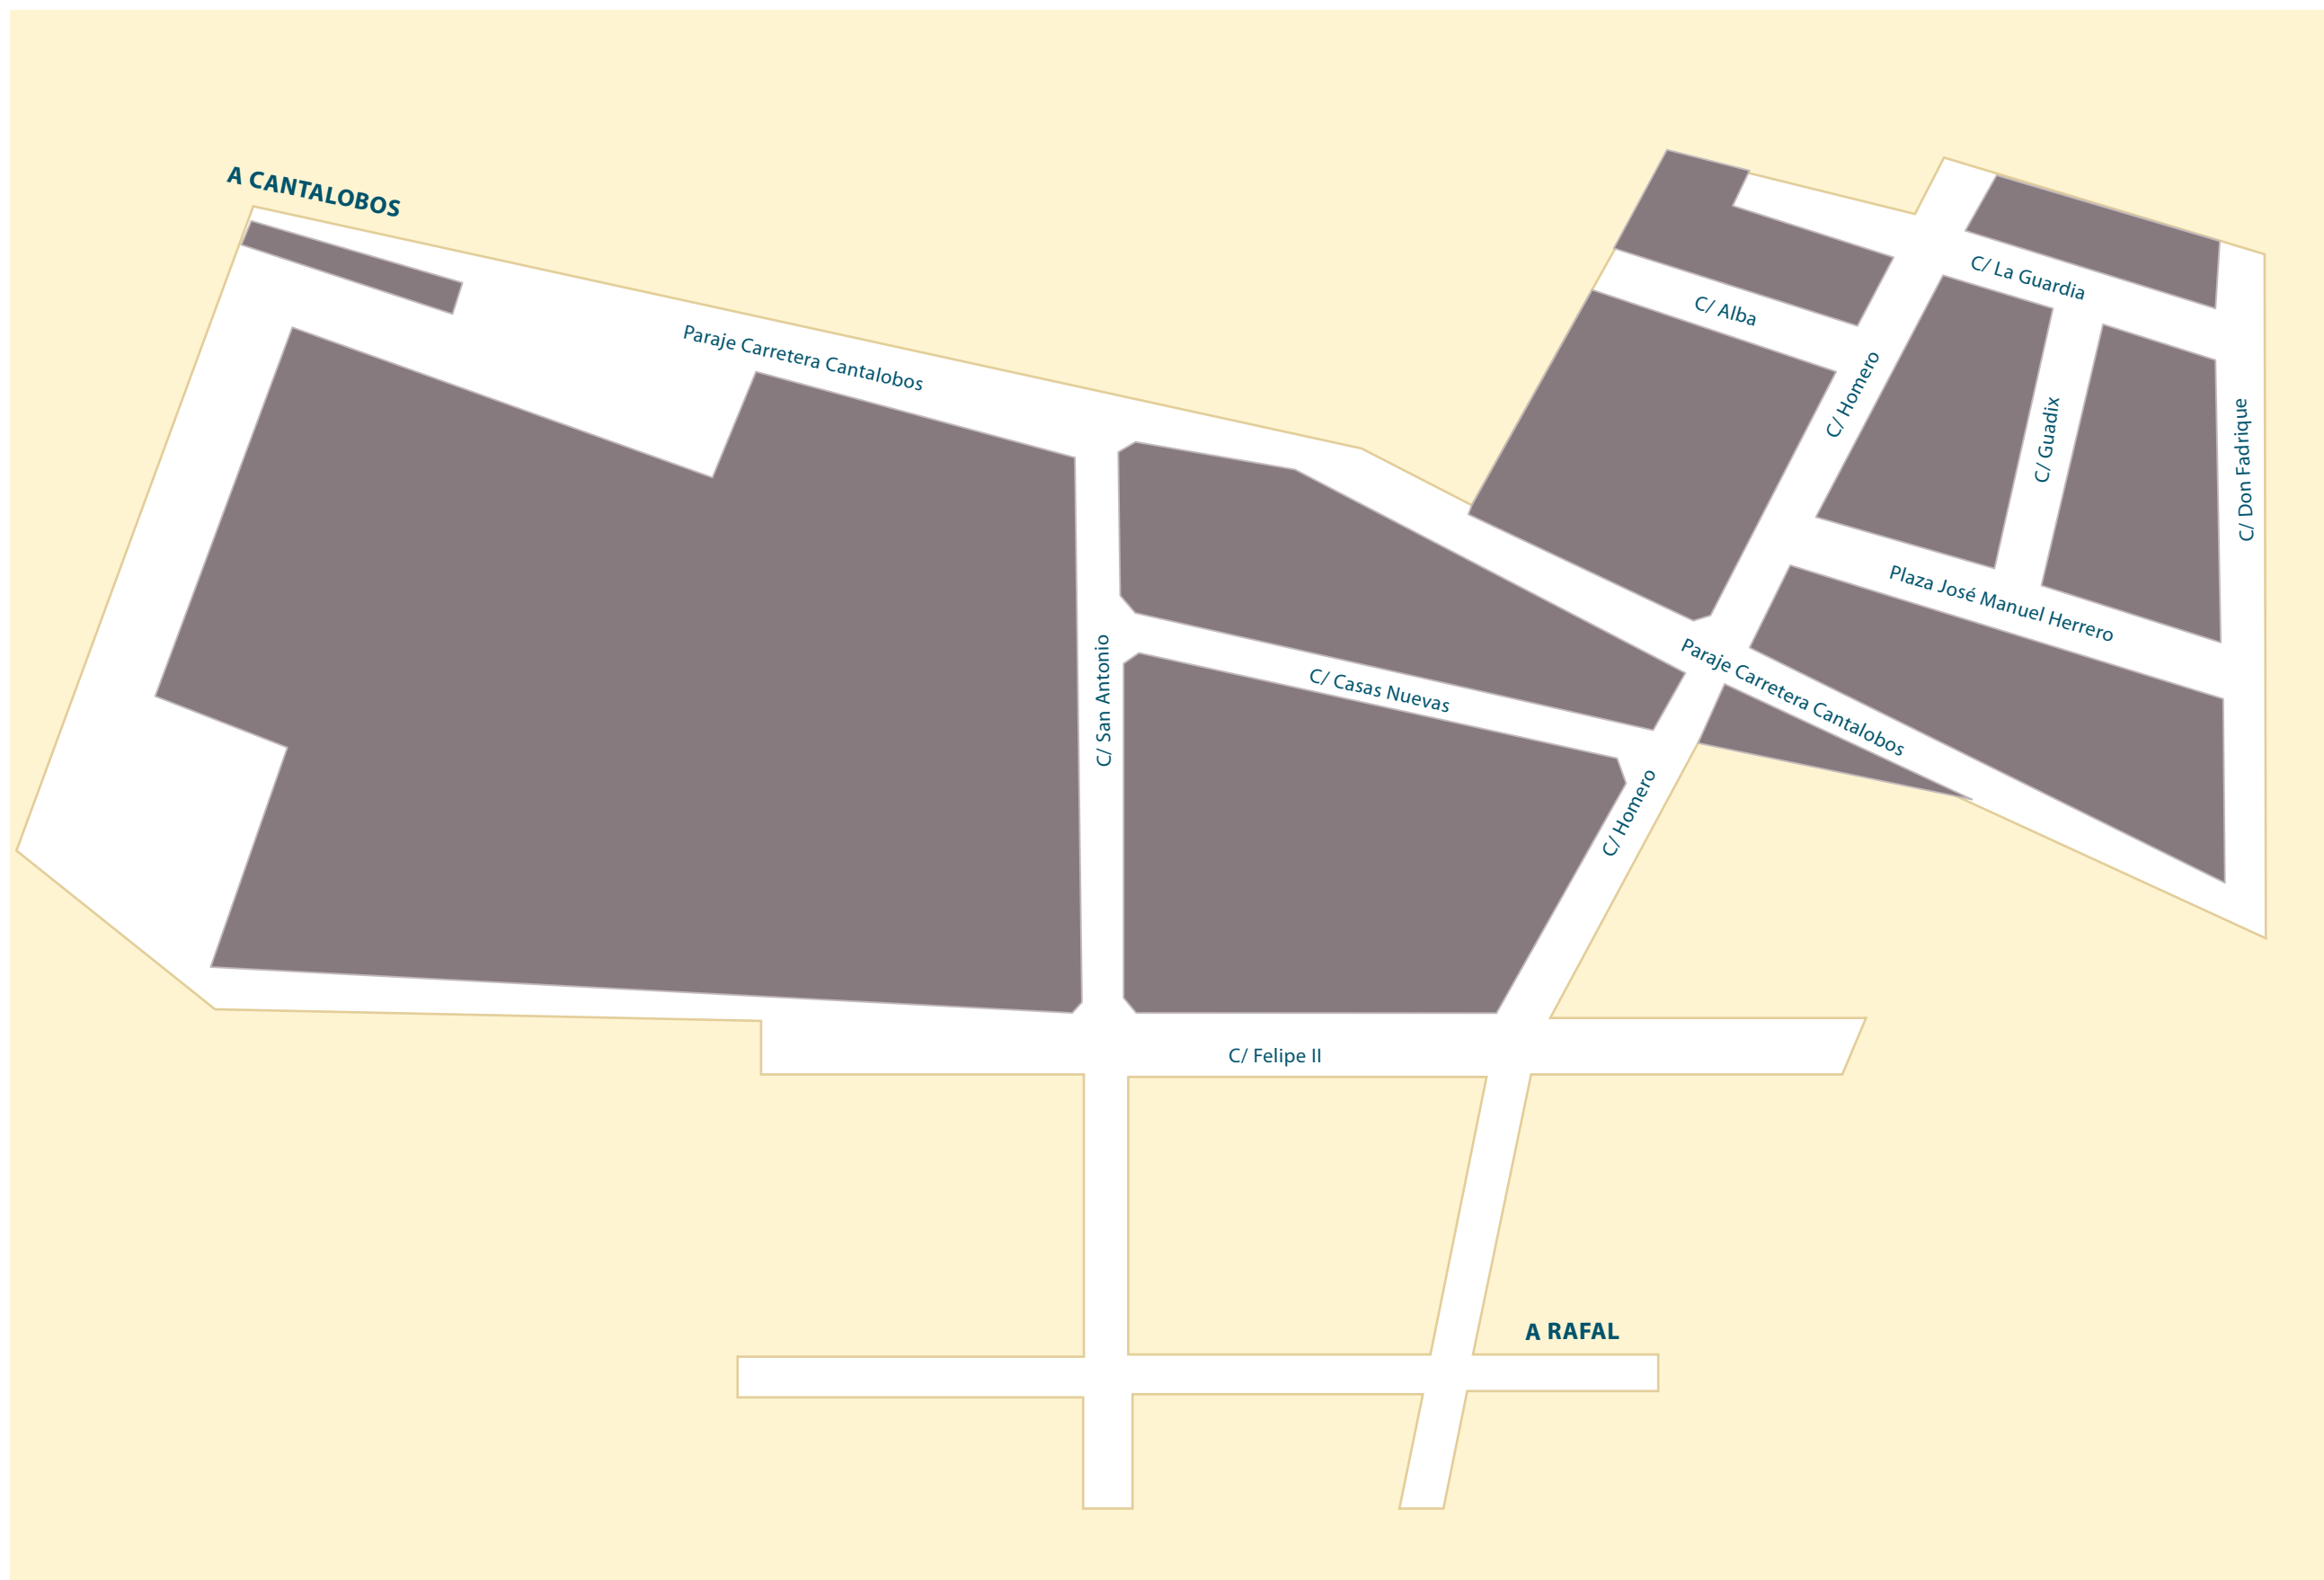 A CANTALOBOS
Paraje Carretera Cantalobos
C/ La Guardia
C/ Alba
C/ Homero
C/ Guadix
C/ Don Fadrique
Plaza José Manuel Herrero
C/ San Antonio
C/ Casas Nuevas
Paraje Carretera Cantalobos
C/ Homero
C/ Felipe II
A RAFAL